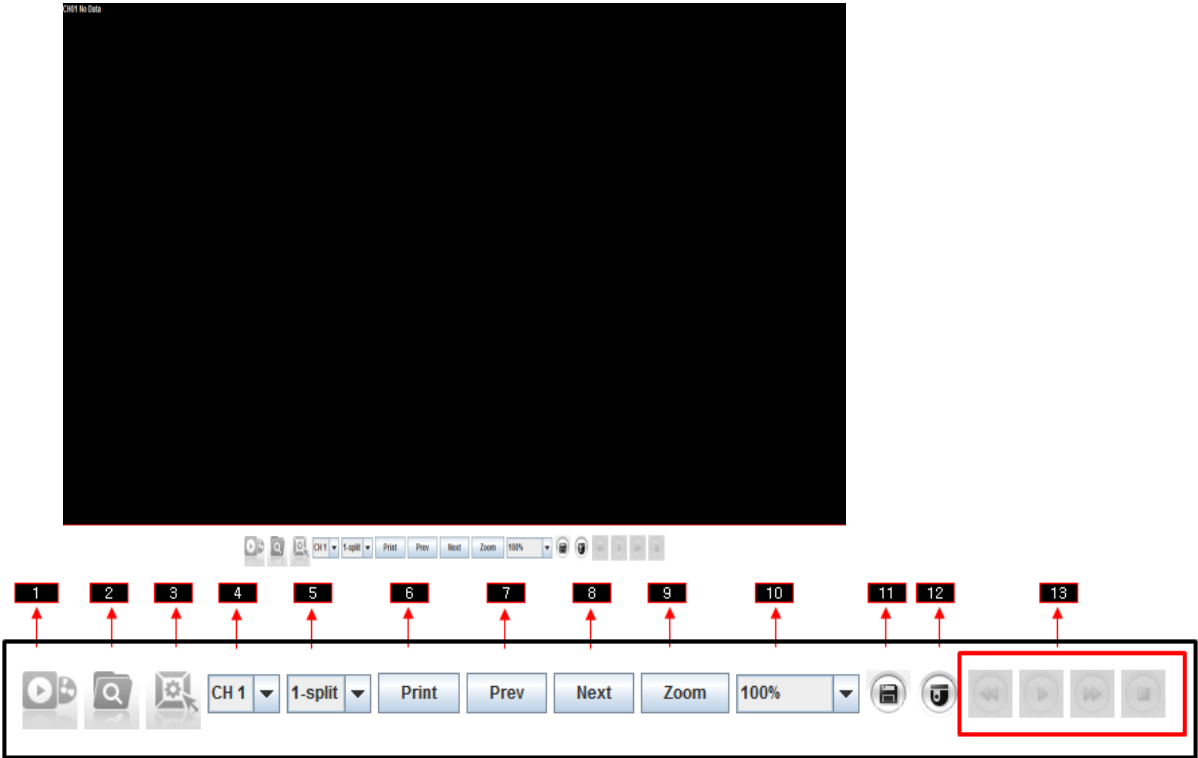 CH01 No Data
CH 1 1-split Print Prev Next Zoom 100%
1 2 3 4 5 6 7 8 9 10 11 12 13
CH 1 1-split Print Prev Next Zoom 100%